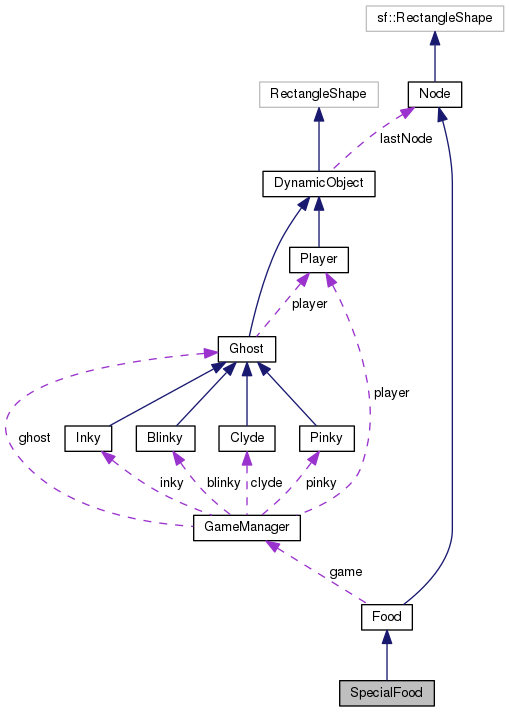 sf::RectangleShape
RectangleShape
Node
lastNode
DynamicObject
Player
player
Ghost
player
ghost
Inky
Blinky
Clyde
Pinky
inky
blinky
clyde
pinky
GameManager
game
Food
SpecialFood